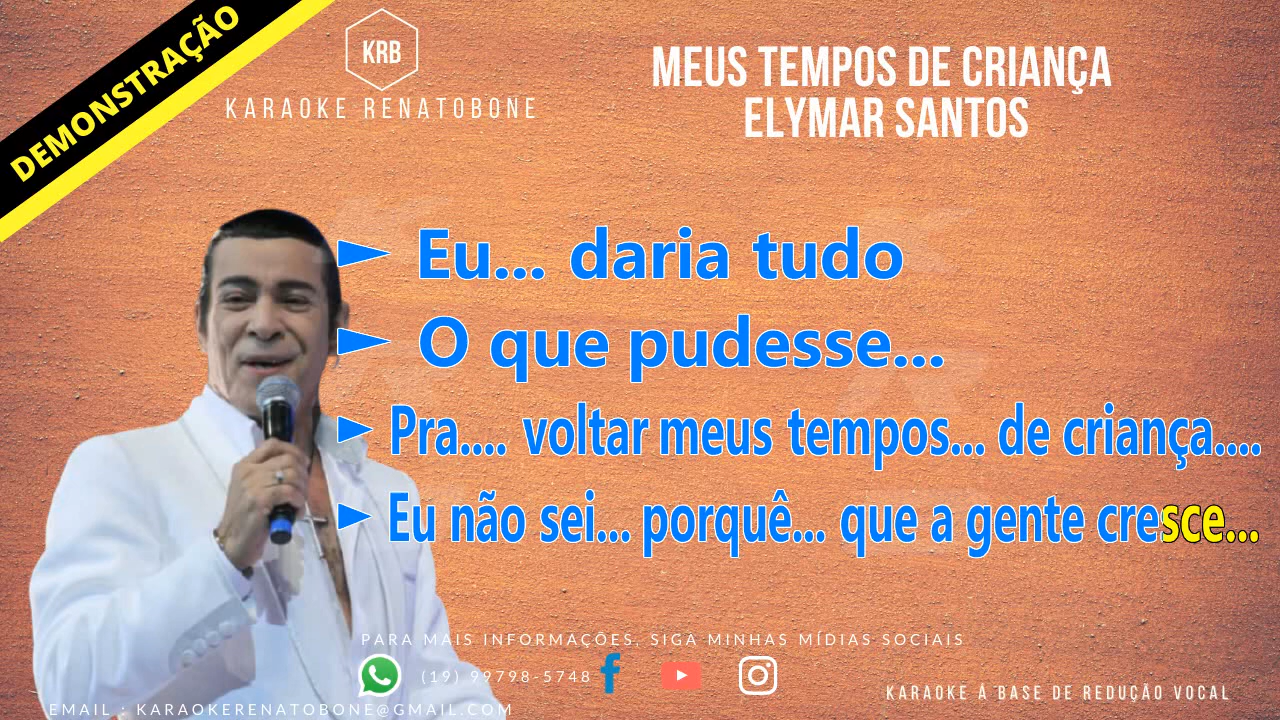 DEMONSTRAÇÃO
KRB
KARAOKE RENATOBONE
MEUS TEMPOS DE CRIANÇA
ELYMAR SANTOS
Eu... daria tudo
O que pudesse...
Pra.... voltar meus tempos... de criança....
Eu não sei... porquê... que a gente cresce...
PARA MAIS INFORMAÇÕES, SIGA MINHAS MÍDIAS SOCIAIS
(19) 99798-5748
EMAIL : KARAOKERENATOBONE@GMAIL.COM
KARAOKE Á BASE DE REDUÇÃO VOCAL